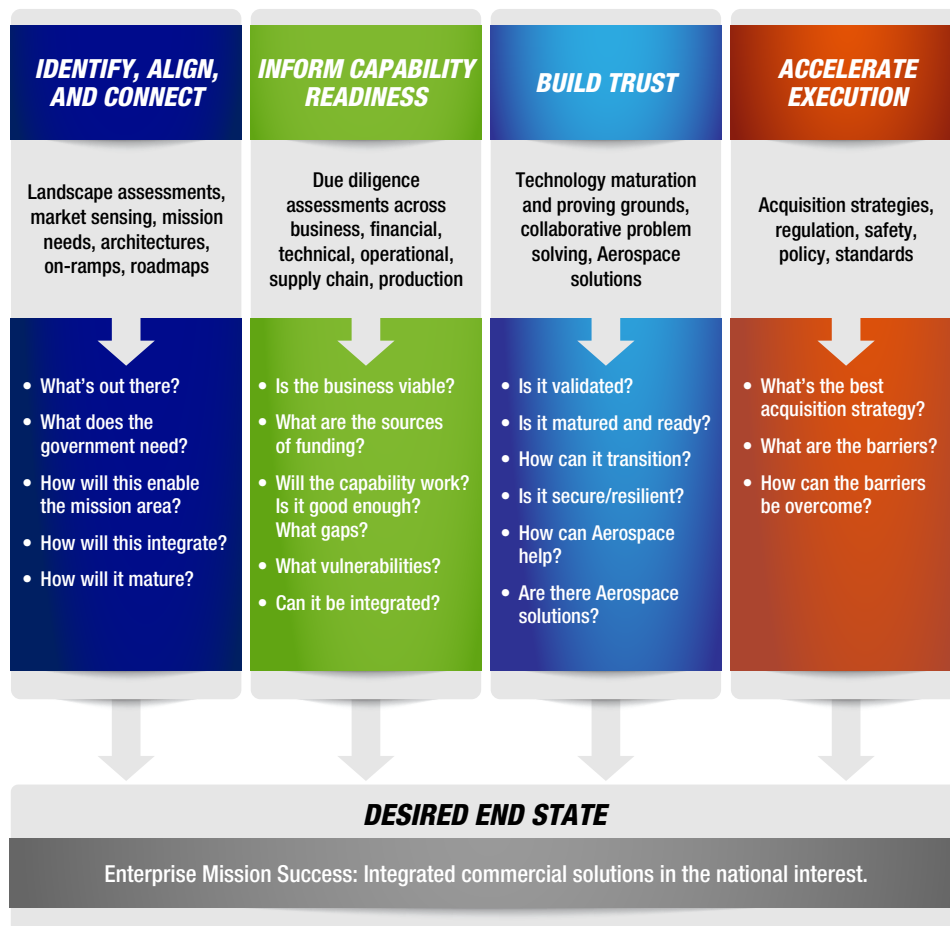 IDENTIFY, ALIGN,
AND CONNECT
Landscape assessments,
market sensing, mission
needs, architectures,
on-ramps, roadmaps
• What's out there?
• What does the
government need?
• How will this enable
the mission area?
• How will this integrate?
• How will it mature?
INFORM CAPABILITY
READINESS
Due diligence
assessments across
business, financial,
technical, operational,
supply chain, production
• Is the business viable?
• What are the sources
of funding?
• Will the capability work?
Is it good enough?
What gaps?
• What vulnerabilities?
• Can it be integrated?
BUILD TRUST
Technology maturation
and proving grounds,
collaborative problem
solving, Aerospace
solutions
• Is it validated?
• Is it matured and ready?
• How can it transition?
• Is it secure/resilient?
• How can Aerospace
help?
• Are there Aerospace
solutions?
ACCELERATE
EXECUTION
Acquisition strategies,
regulation, safety,
policy, standards
• What's the best
acquisition strategy?
• What are the barriers?
• How can the barriers
be overcome?
DESIRED END STATE
Enterprise Mission Success: Integrated commercial solutions in the national interest.